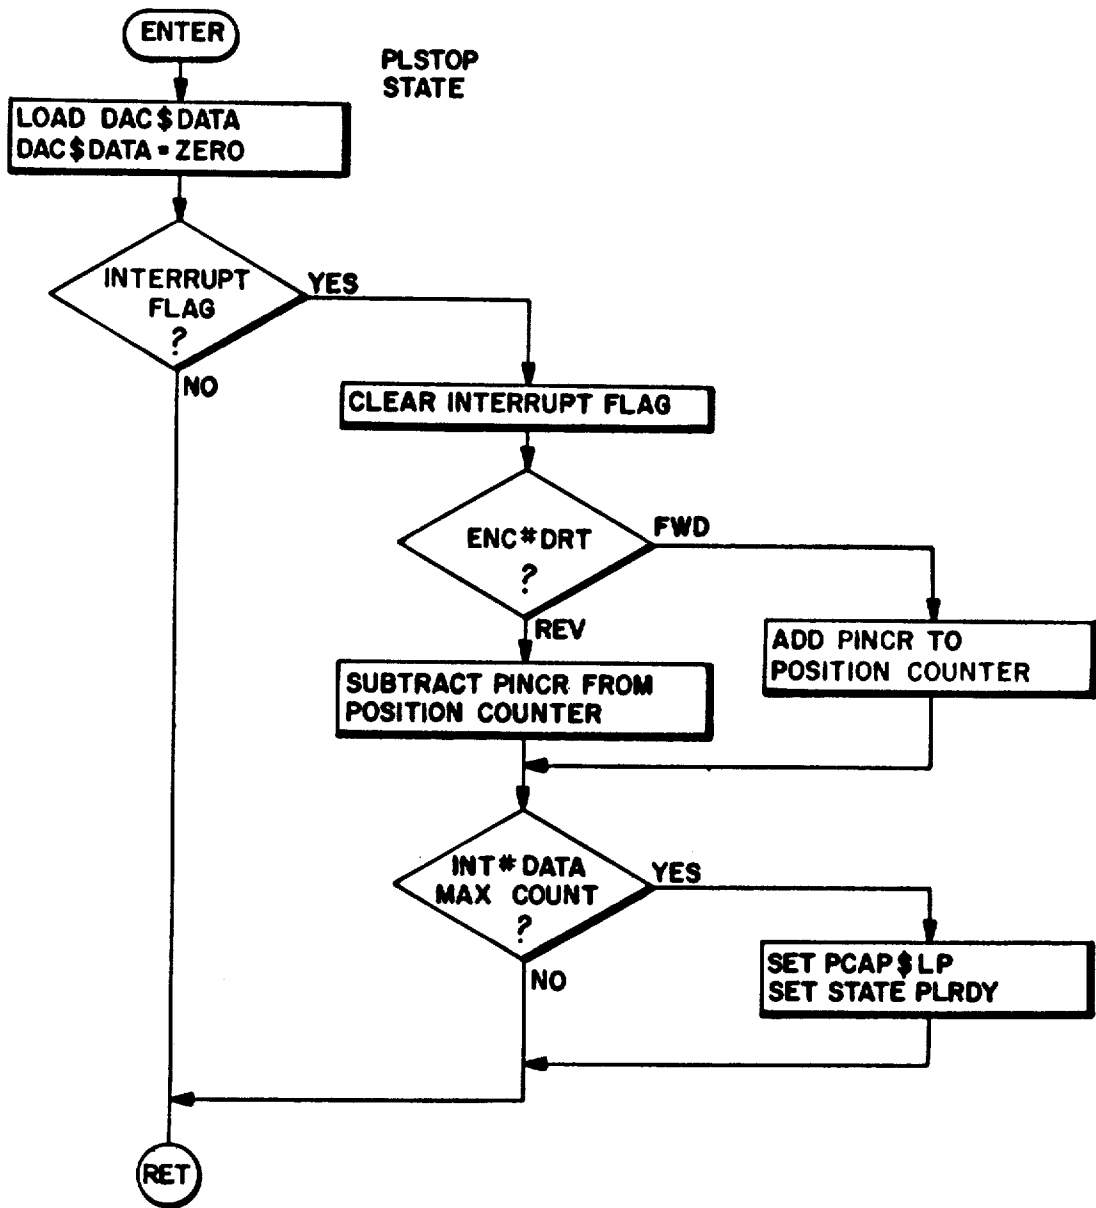 ENTER
PLSTOP
STATE
LOAD DAC$DATA
DAC$DATA=ZERO
INTERRUPT
FLAG
?
YES
NO
CLEAR INTERRUPT FLAG
ENC#DRT
?
FWD
REV
ADD PINCR TO
POSITION COUNTER
SUBTRACT PINCR FROM
POSITION COUNTER
INT#DATA
MAX COUNT
?
YES
NO
SET PCAP$LP
SET STATE PLRDY
RET